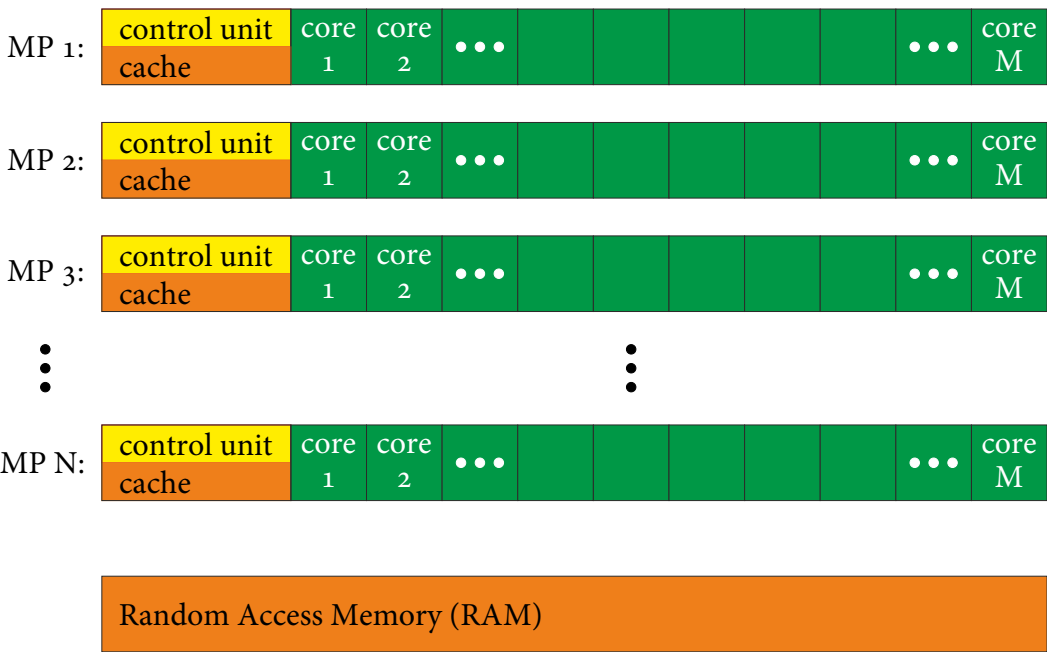 MP 1:
control unit
cache
core
1
core
2
•••
•••
core
M
MP 2:
control unit
cache
core
1
core
2
•••
•••
core
M
MP 3:
control unit
cache
core
1
core
2
•••
•••
core
M
MP N:
control unit
cache
core
1
core
2
•••
•••
core
M
Random Access Memory (RAM)